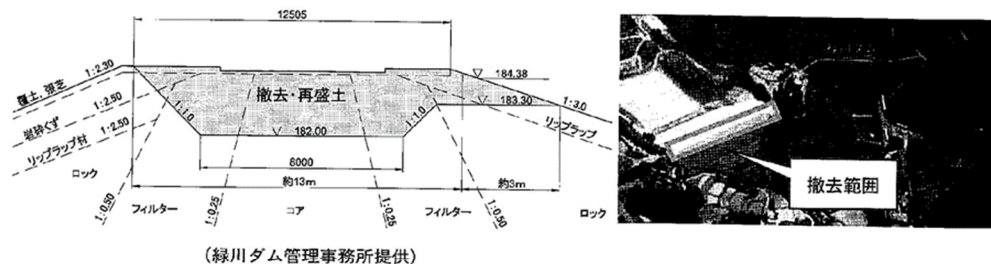 12505
1:2.30
覆土、張芝
1:2.50
岩砕くず
1:2.50
リップラップ材
ロック
1:1.0
撤去・再盛土
1:1.0
184.38
183.30
1:3.0
リップラップ
182.00
8000
約13m
約3m
1:0.50
フィルター
1:0.25
コア
1:0.25
フィルター
1:0.50
ロック
撤去範囲
(緑川ダム管理事務所提供)